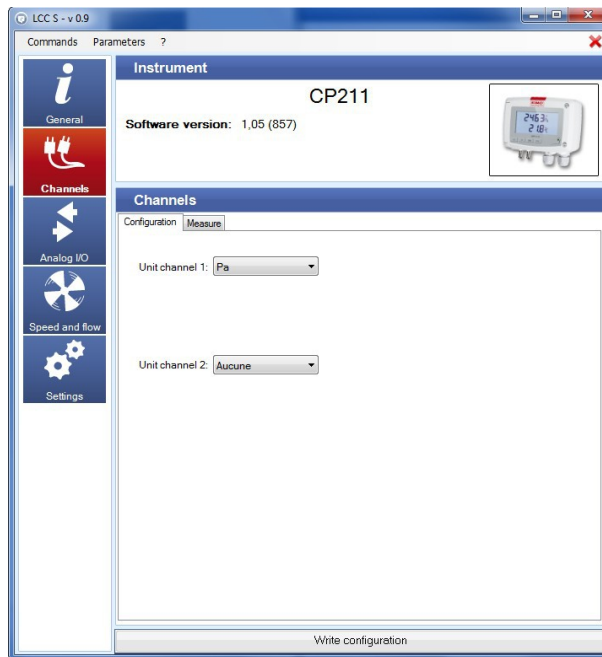 LCC S - v 0.9
Commands Parameters ?
Instrument
CP211
Software version: 1,05 (857)
General
Channels
Analog I/O
Speed and flow
Settings
Channels
Configuration Measure
Unit channel 1: Pa
Unit channel 2: Aucune
Write configuration